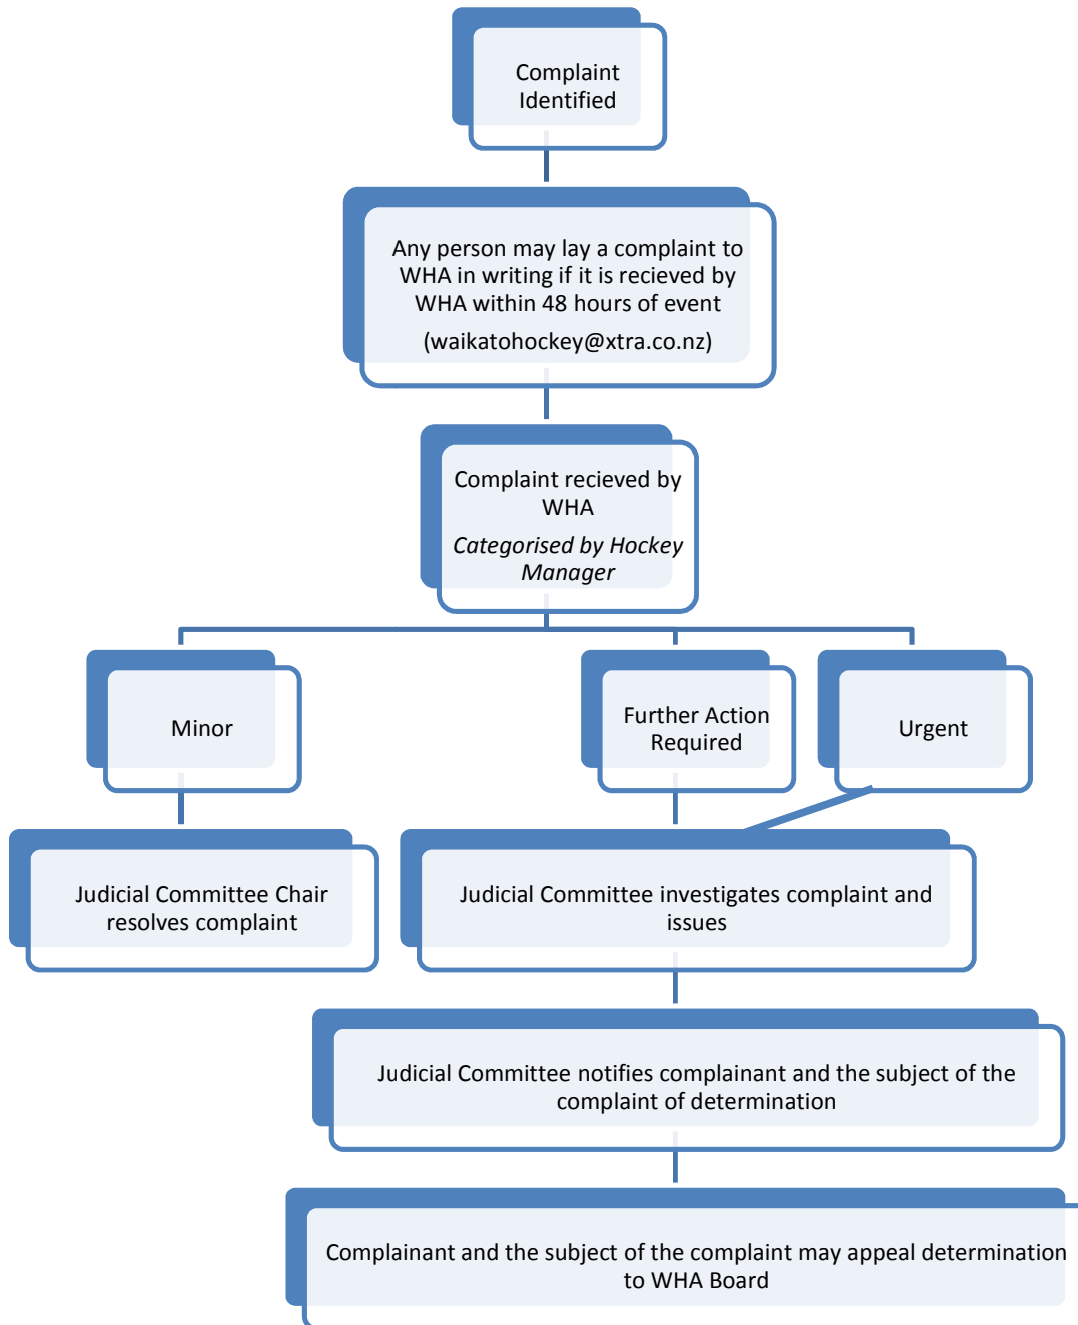 Complaint
Identified
Any person may lay a complaint to
WHA in writing if it is recieved by
WHA within 48 hours of event
(waikatohockey@xtra.co.nz)
Complaint recieved by
WHA
Categorised by Hockey
Manager
Minor
Further Action
Required
Urgent
Judicial Committee Chair
resolves complaint
Judicial Committee investigates complaint and
issues
Judicial Committee notifies complainant and the subject of the
complaint of determination
Complainant and the subject of the complaint may appeal determination
to WHA Board